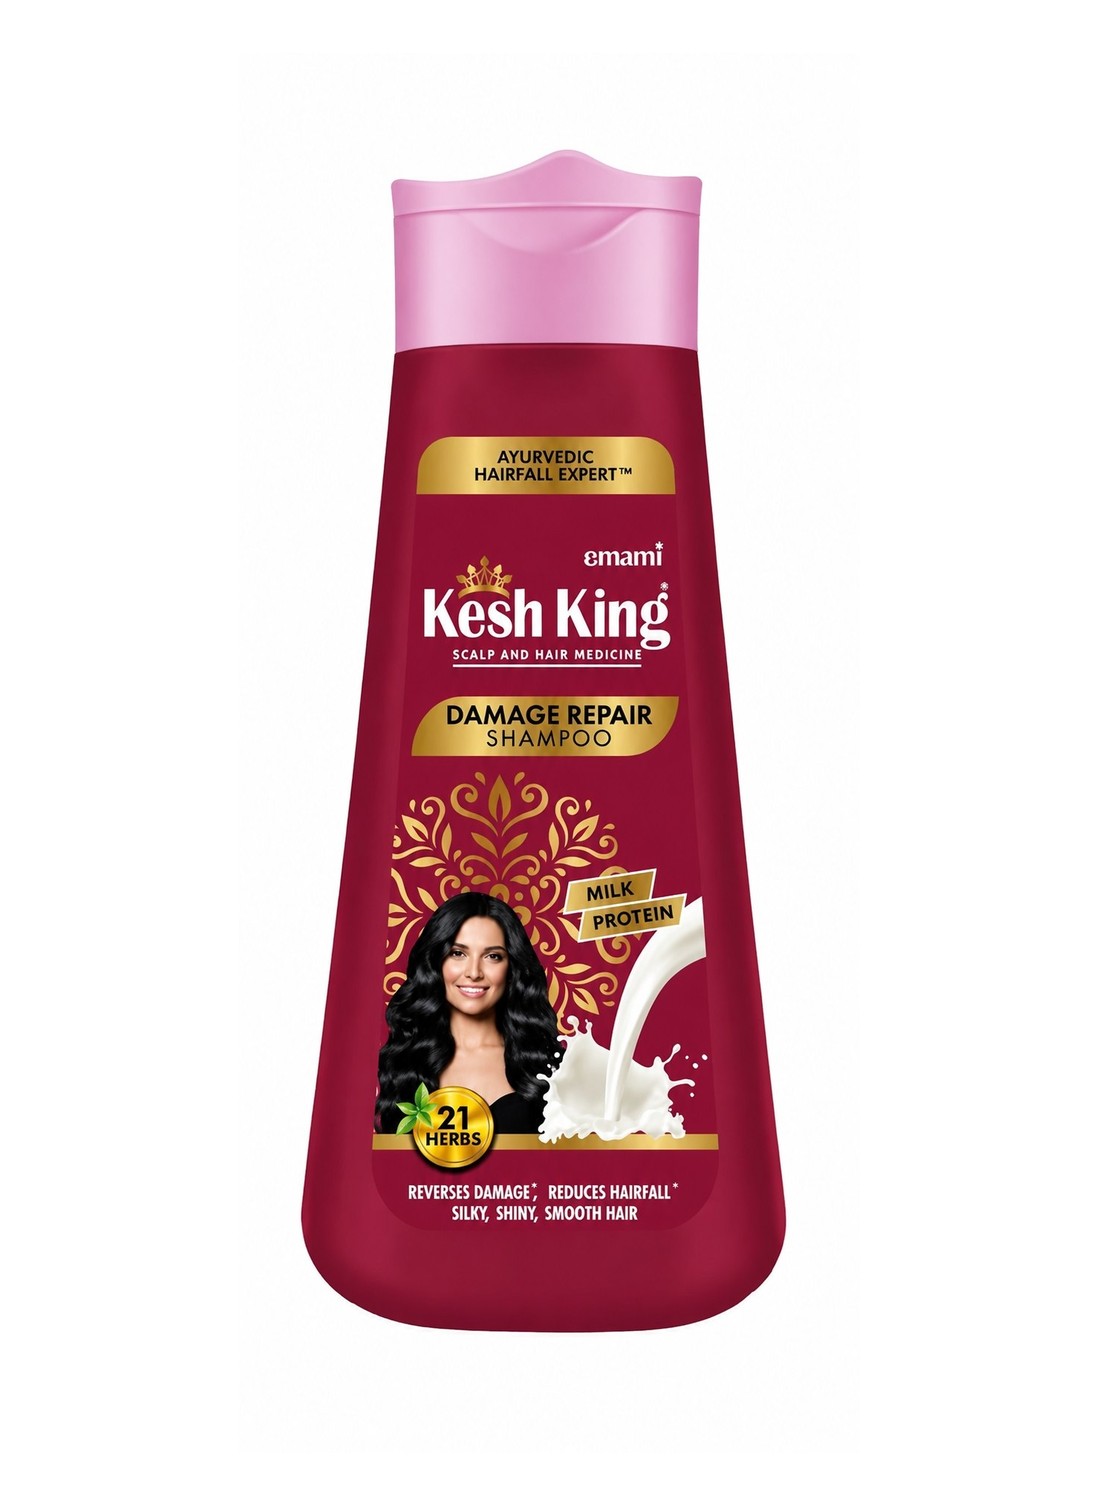 AYURVEDIC
HAIRFALL EXPERT™
emami*
Kesh King*
SCALP AND HAIR MEDICINE
DAMAGE REPAIR
SHAMPOO
MILK
PROTEIN
21
HERBS
REVERSES DAMAGE*, REDUCES HAIRFALL*
SILKY, SHINY, SMOOTH HAIR